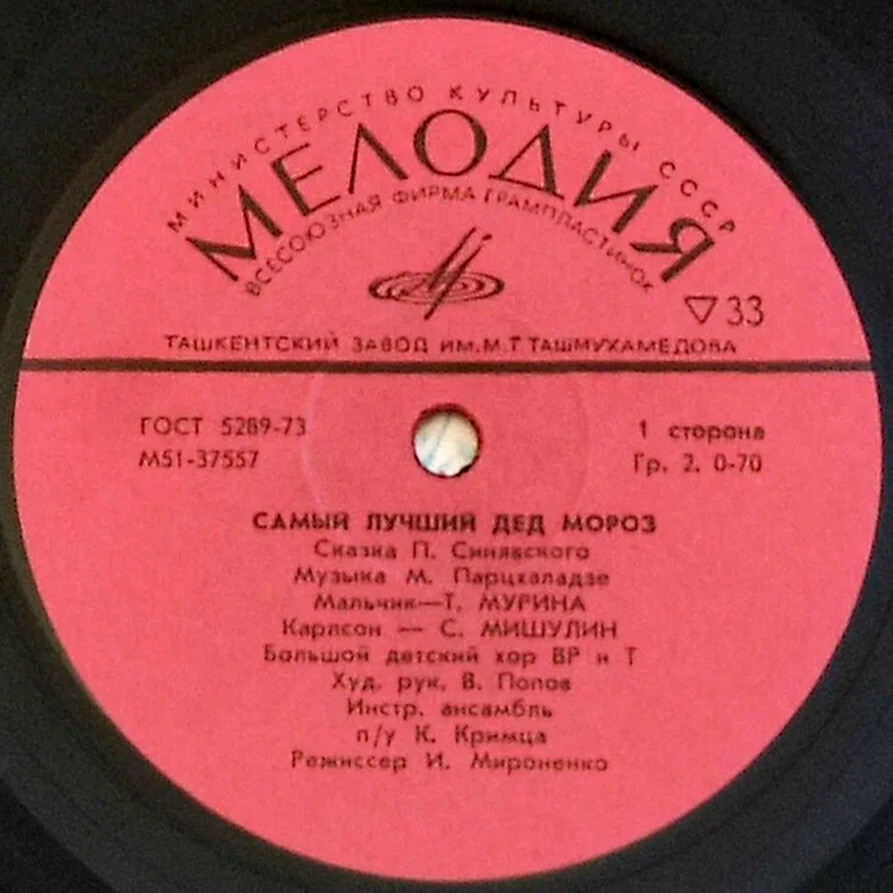 МИНИСТЕРСТВО КУЛЬТУРЫ СССР
МЕЛОДИЯ
ВСЕСОЮЗНАЯ ФИРМА ГРАМПЛАСТИНОК
▽33
ТАШКЕНТСКИЙ ЗАВОД ИМ.М.Т ТАШМУХАМЕДОВА
ГОСТ 5289-73
1 сторона
М51-37557
Гр. 2. 0-70
САМЫЙ ЛУЧШИЙ ДЕД МОРОЗ
Сказка П. Синявского
Музыка М. Парцхаладзе
Мальчик—Т. МУРИНА
Карлсон — С. МИШУЛИН
Большой детский хор ВР и Т
Худ. рук. В. Попов
Инстр. ансамбль
п/у К. Кримца
Режиссер И. Мироненко